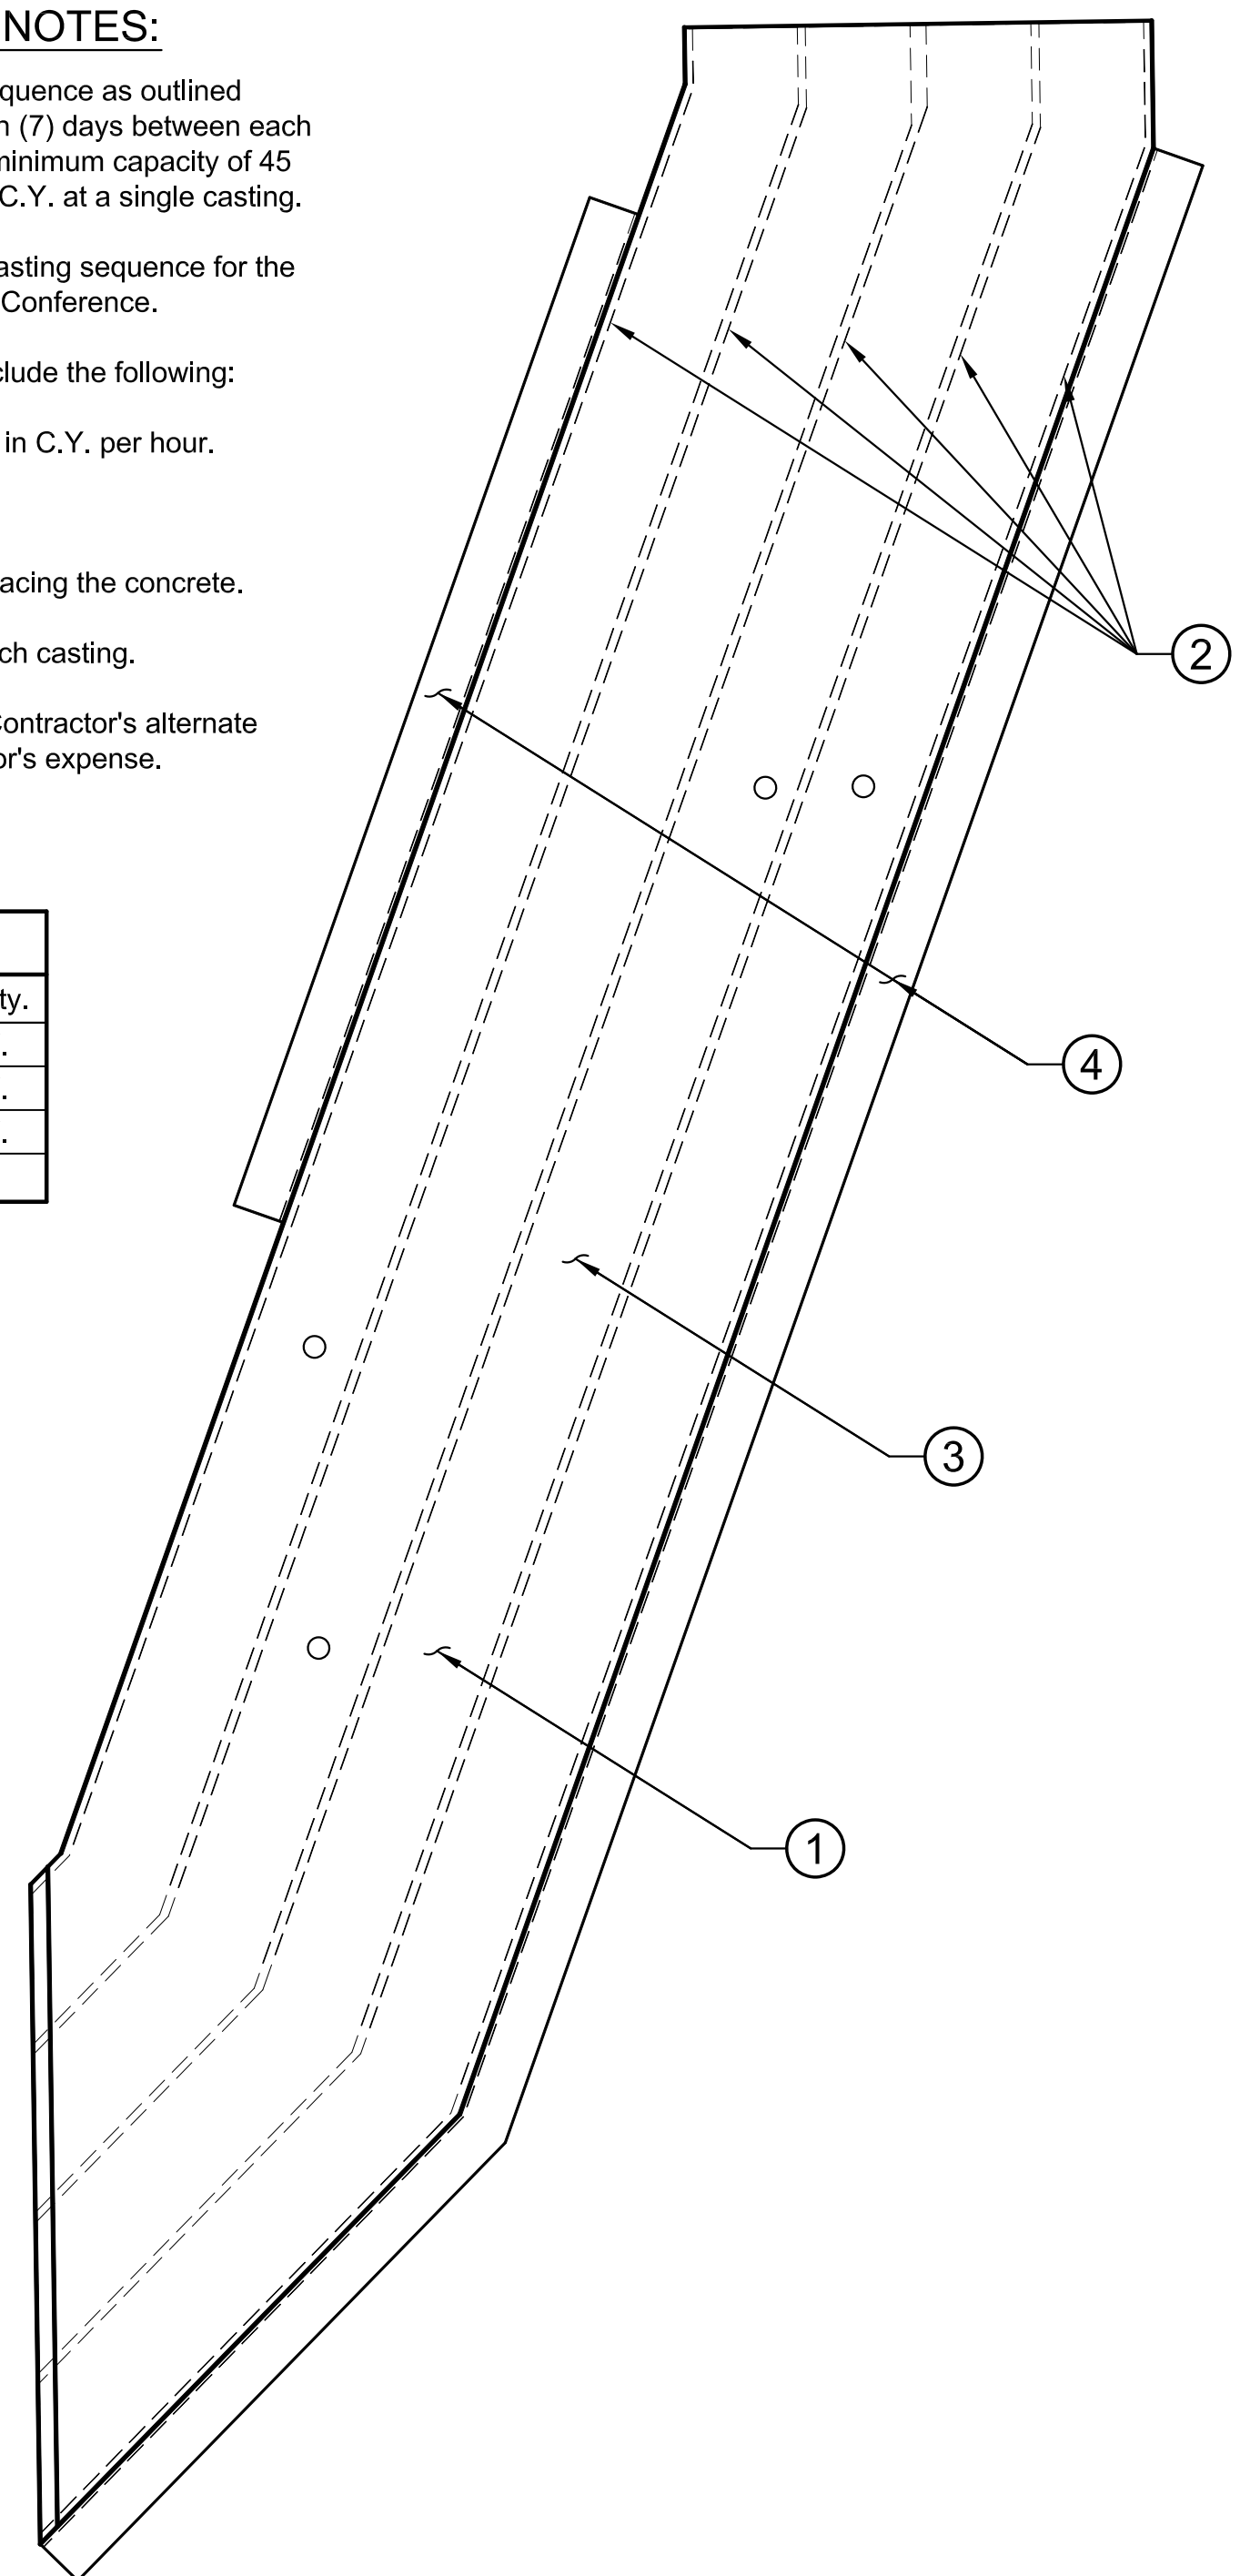 NOTES:
quence as outlined
(7) days between each
minimum capacity of 45
C.Y. at a single casting.
asting sequence for the
Conference.
clude the following:
in C.Y. per hour.
acing the concrete.
ch casting.
Contractor's alternate
or's expense.
ty.
.
.
.
2
4
3
1